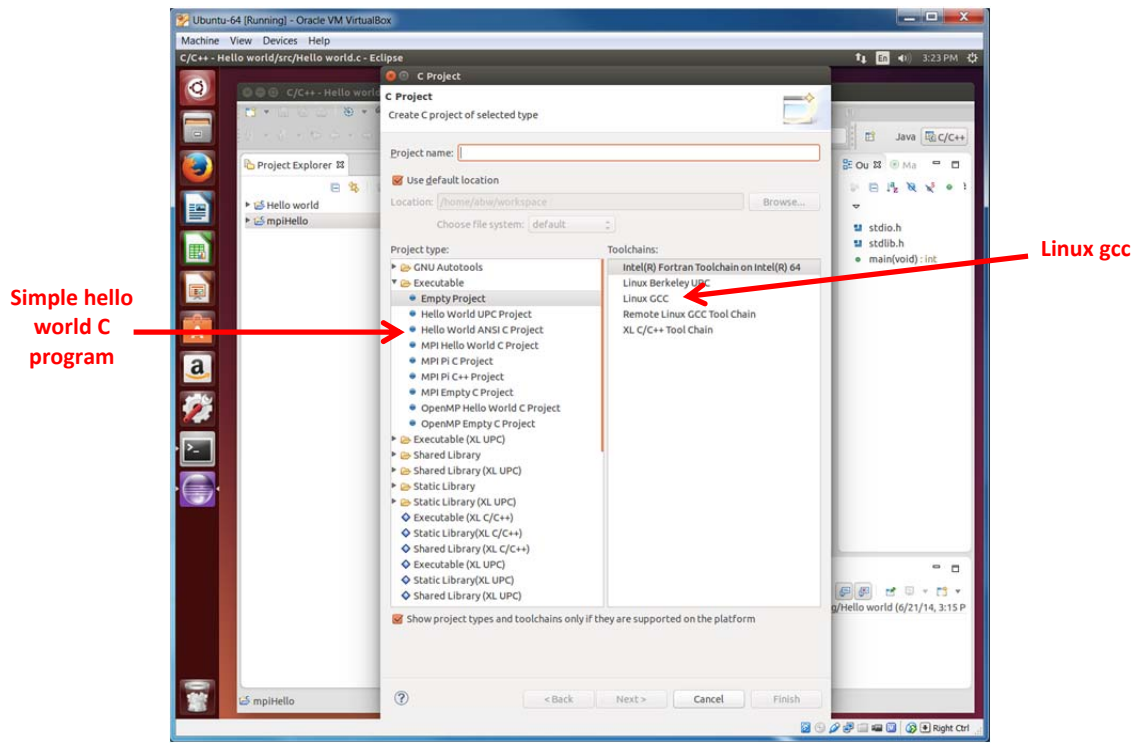 Ubuntu-64 [Running] - Oracle VM VirtualBox
Machine View Devices Help
C/C++ - Hello world/src/Hello world.c - Eclipse
En 3:23 PM
C/C++ - Hello world
C Project
C Project
Create C project of selected type
Java C/C++
Project name:
Project Explorer
Ou Ma
Use default location
Location: /home/abw/workspace Browse...
Hello world
mpiHello
Choose file system: default
stdio.h
stdlib.h
main(void) : int
Project type:
Toolchains:
GNU Autotools
Executable
Empty Project
Hello World UPC Project
Hello World ANSI C Project
MPI Hello World C Project
MPI Pi C Project
MPI Pi C++ Project
MPI Empty C Project
OpenMP Hello World C Project
OpenMP Empty C Project
Executable (XL UPC)
Shared Library
Shared Library (XL UPC)
Static Library
Static Library (XL UPC)
Executable (XL C/C++)
Static Library(XL C/C++)
Shared Library (XL C/C++)
Executable (XL UPC)
Static Library(XL UPC)
Shared Library (XL UPC)
Intel(R) Fortran Toolchain on Intel(R) 64
Linux Berkeley UPC
Linux GCC
Remote Linux GCC Tool Chain
XL C/C++ Tool Chain
Linux gcc
Simple hello
world C
program
g/Hello world (6/21/14, 3:15 P
Show project types and toolchains only if they are supported on the platform
mpiHello
< Back Next > Cancel Finish
Right Ctrl